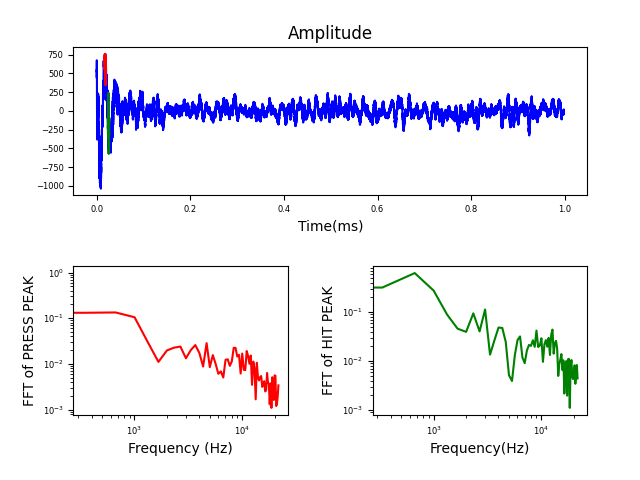 Amplitude
750
500
250
0
−250
−500
−750
−1000
0.0 0.2 0.4 0.6 0.8 1.0
Time(ms)
FFT of PRESS PEAK
10⁰
10⁻¹
10⁻²
10⁻³
10³ 10⁴
Frequency (Hz)
FFT of HIT PEAK
10⁻¹
10⁻²
10⁻³
10³ 10⁴
Frequency(Hz)